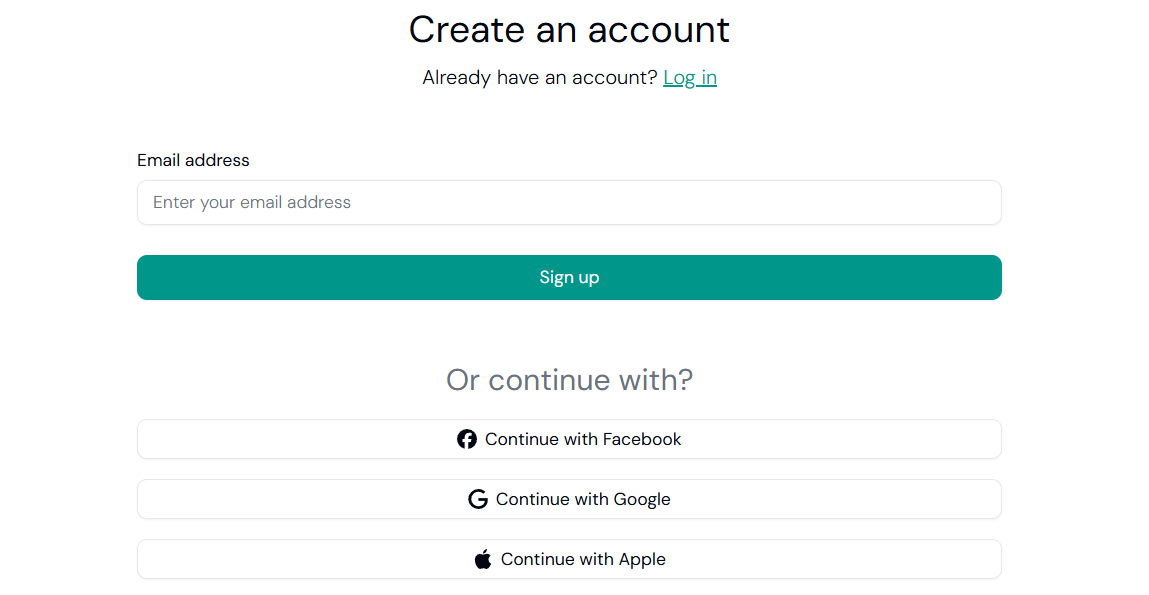 Create an account
Already have an account? Log in
Email address
Enter your email address
Sign up
Or continue with?
Continue with Facebook
Continue with Google
Continue with Apple